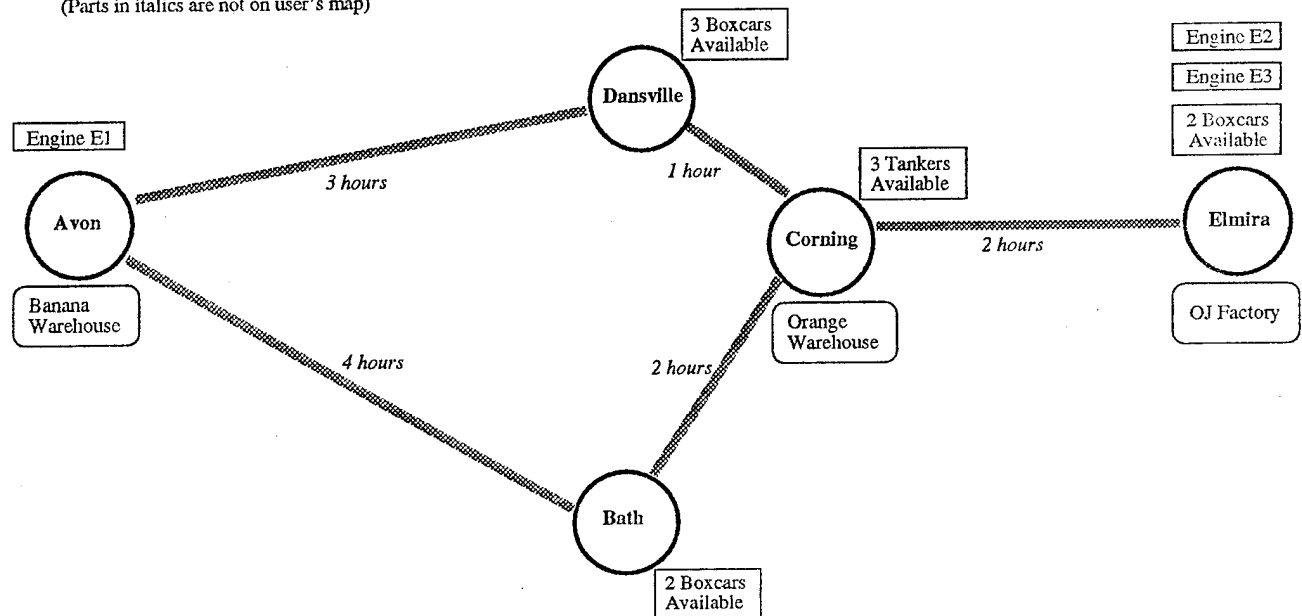 (Parts in italics are not on user's map)
3 Boxcars
Available
Engine E2
Engine E3
2 Boxcars
Available
Dansville
Engine E1
3 hours
1 hour
3 Tankers
Available
Avon
Corning
2 hours
Elmira
Banana
Warehouse
Orange
Warehouse
OJ Factory
4 hours
2 hours
Bath
2 Boxcars
Available